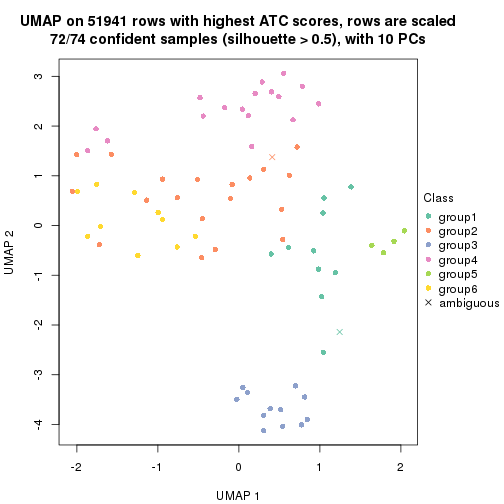 UMAP on 51941 rows with highest ATC scores, rows are scaled
72/74 confident samples (silhouette > 0.5), with 10 PCs
3
2
1
0
-1
-2
-3
-4
UMAP 2
-2
-1
0
1
2
UMAP 1
Class
group1
group2
group3
group4
group5
group6
ambiguous